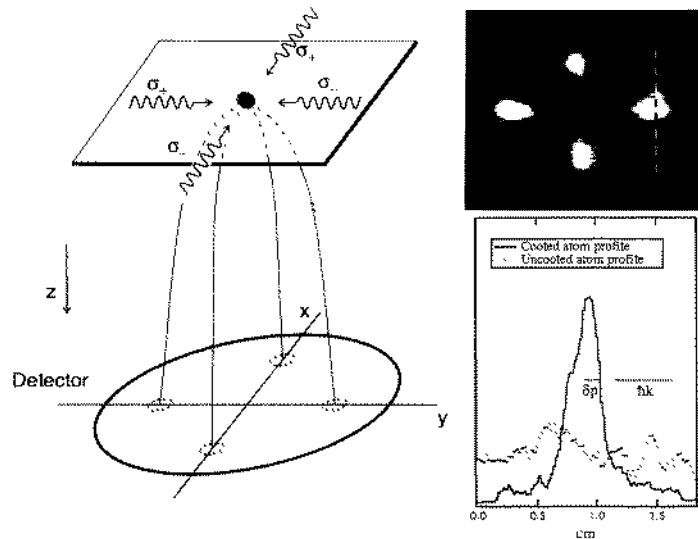 σ+
σ+
σ-
σ-
z
x
Detector
y
Cooled atom profile
Uncooled atom profile
δp ħk
0.0 0.5 1.0 1.5
cm